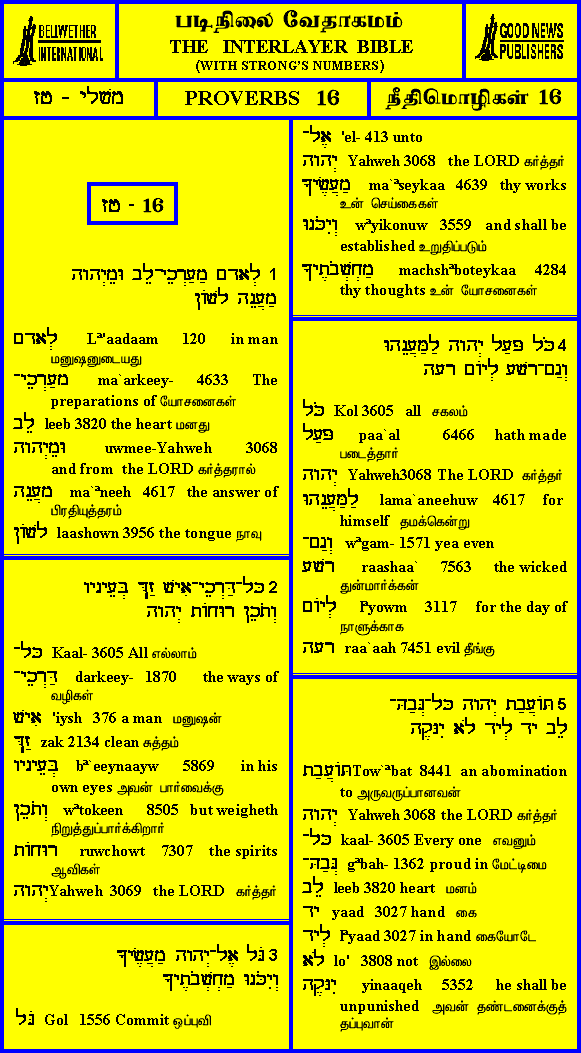 BELLWETHER
INTERNATIONAL
படிநிலை வேதாகமம்
THE INTERLAYER BIBLE
(WITH STRONG'S NUMBERS)
GOOD NEWS
PUBLISHERS
משלי - טז
PROVERBS 16
நீதிமொழிகள் 16
טז - 16
1 לְאָדָם מַעַרְכֵי־לֵב וּמֵיְהוָה
מַעֲנֵה לָשׁוֹן
לְאָדָם Lᵃ'aadaam 120 in man
மனுஷனுடையது
מַעַרְכֵי־ ma`arkeey- 4633 The
preparations of யோசனைகள்
לֵב leeb 3820 the heart மனது
וּמֵיְהוָה uwmee-Yahweh 3068
and from the LORD கர்த்தரால்
מַעֲנֵה ma`ᵃneeh 4617 the answer of
பிரதியுத்தரம்
לָשׁוֹן laashown 3956 the tongue நாவு
2 כָּל־דַּרְכֵי־אִישׁ זַךְ בְּעֵינָיו
וְתֹכֵן רוּחוֹת יְהוָה
כָּל־ Kaal- 3605 All எல்லாம்
דַּרְכֵי־ darkeey- 1870 the ways of
வழிகள்
אִישׁ 'iysh 376 a man மனுஷன்
זַךְ zak 2134 clean சுத்தம்
בְּעֵינָיו bᵃ`eeynaayw 5869 in his
own eyes அவன் பார்வைக்கு
וְתֹכֵן wᵃtokeen 8505 but weigheth
நிறுத்துப்பார்க்கிறார்
רוּחוֹת ruwchowt 7307 the spirits
ஆவிகள்
יְהוָה Yahweh 3069 the LORD கர்த்தர்
3 גֹּל אֶל־יְהוָה מַעֲשֶׂיךָ
וְיִכֹּנוּ מַחְשְׁבֹתֶיךָ
גֹּל Gol 1556 Commit ஒப்புவி
אֶל־ 'el- 413 unto
יְהוָה Yahweh 3068 the LORD கர்த்தர்
מַעֲשֶׂיךָ ma`ᵃseykaa 4639 thy works
உன் செய்கைகள்
וְיִכֹּנוּ wᵃyikonuw 3559 and shall be
established உறுதிப்படும்
מַחְשְׁבֹתֶיךָ machshᵃboteykaa 4284
thy thoughts உன் யோசனைகள்
4 כֹּל פָּעַל יְהוָה לַמַּעֲנֵהוּ
וְגַם־רָשָׁע לְיוֹם רָעָה
כֹּל Kol 3605 all சகலம்
פָּעַל paa`al 6466 hath made
படைத்தார்
יְהוָה Yahweh3068 The LORD கர்த்தர்
לַמַּעֲנֵהוּ lama`aneehuw 4617 for
himself தமக்கென்று
וְגַם־ wᵃgam- 1571 yea even
רָשָׁע raashaa` 7563 the wicked
துன்மார்க்கன்
לְיוֹם lᵃyowm 3117 for the day of
நாளுக்காக
רָעָה raa`aah 7451 evil தீங்கு
5 תּוֹעֲבַת יְהוָה כָּל־גְּבַהּ־
לֵב יָד לְיָד לֹא יִנָּקֶה
תּוֹעֲבַת Tow`ᵃbat 8441 an abomination
to அருவருப்பானவன்
יְהוָה Yahweh 3068 the LORD கர்த்தர்
כָּל־ kaal- 3605 Every one எவனும்
גְּבַהּ־ gᵃbah- 1362 proud in மேட்டிமை
לֵב leeb 3820 heart மனம்
יָד yaad 3027 hand கை
לְיָד lᵃyaad 3027 in hand கையோடே
לֹא lo' 3808 not இல்லை
יִנָּקֶה yinaaqeh 5352 he shall be
unpunished அவன் தண்டனைக்குத்
தப்புவான்